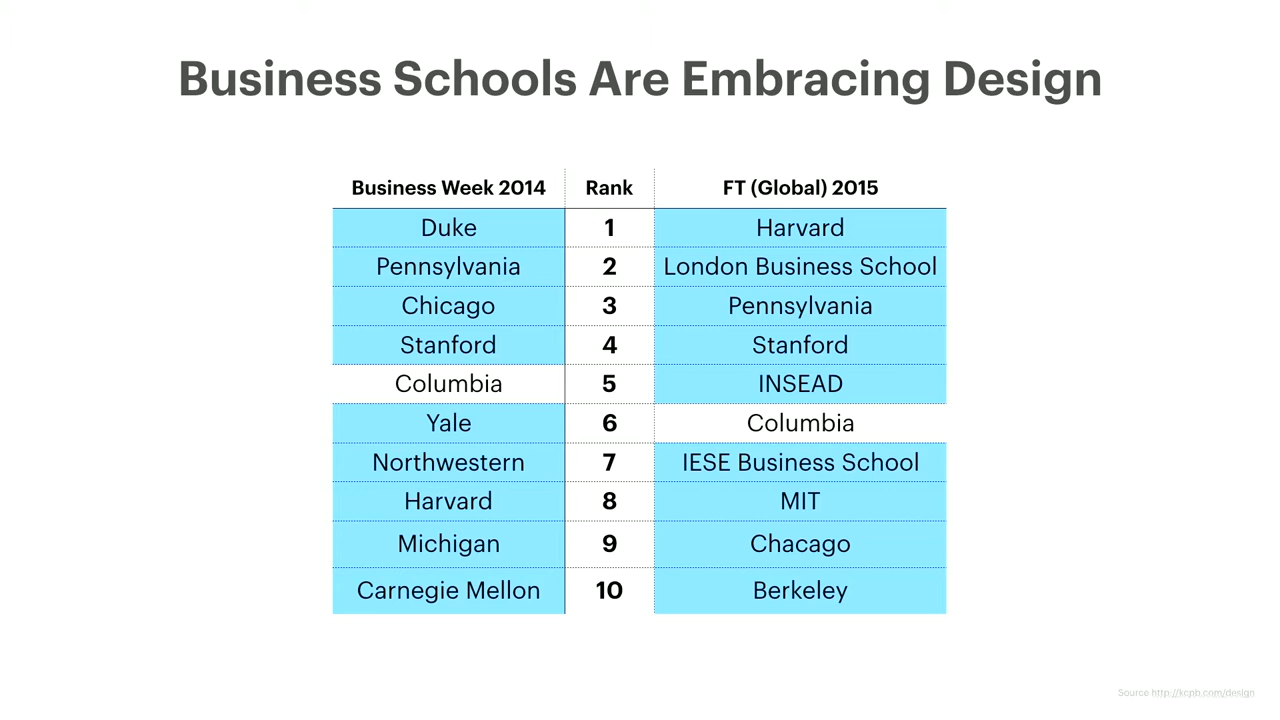 Business Schools Are Embracing Design
Business Week 2014 Rank FT (Global) 2015
Duke 1 Harvard
Pennsylvania 2 London Business School
Chicago 3 Pennsylvania
Stanford 4 Stanford
Columbia 5 INSEAD
Yale 6 Columbia
Northwestern 7 IESE Business School
Harvard 8 MIT
Michigan 9 Chacago
Carnegie Mellon 10 Berkeley
Source http://kcpb.com/design